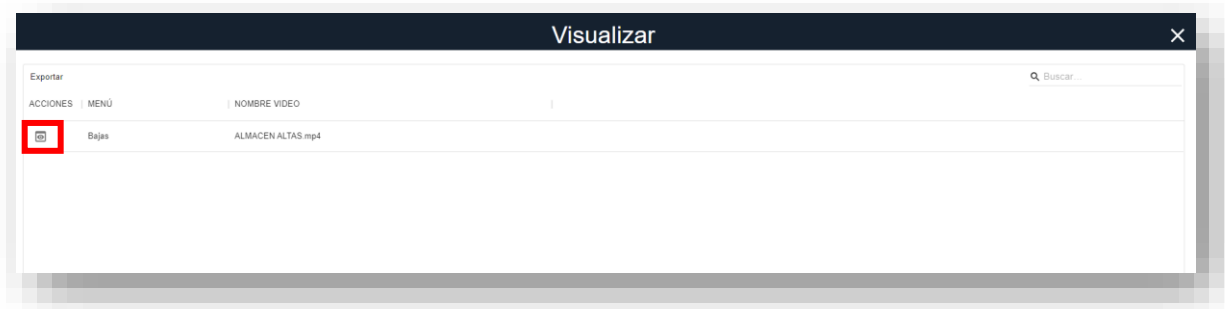 Visualizar
Exportar
Buscar...
ACCIONES MENÚ NOMBRE VIDEO
Bajas ALMACEN ALTAS.mp4